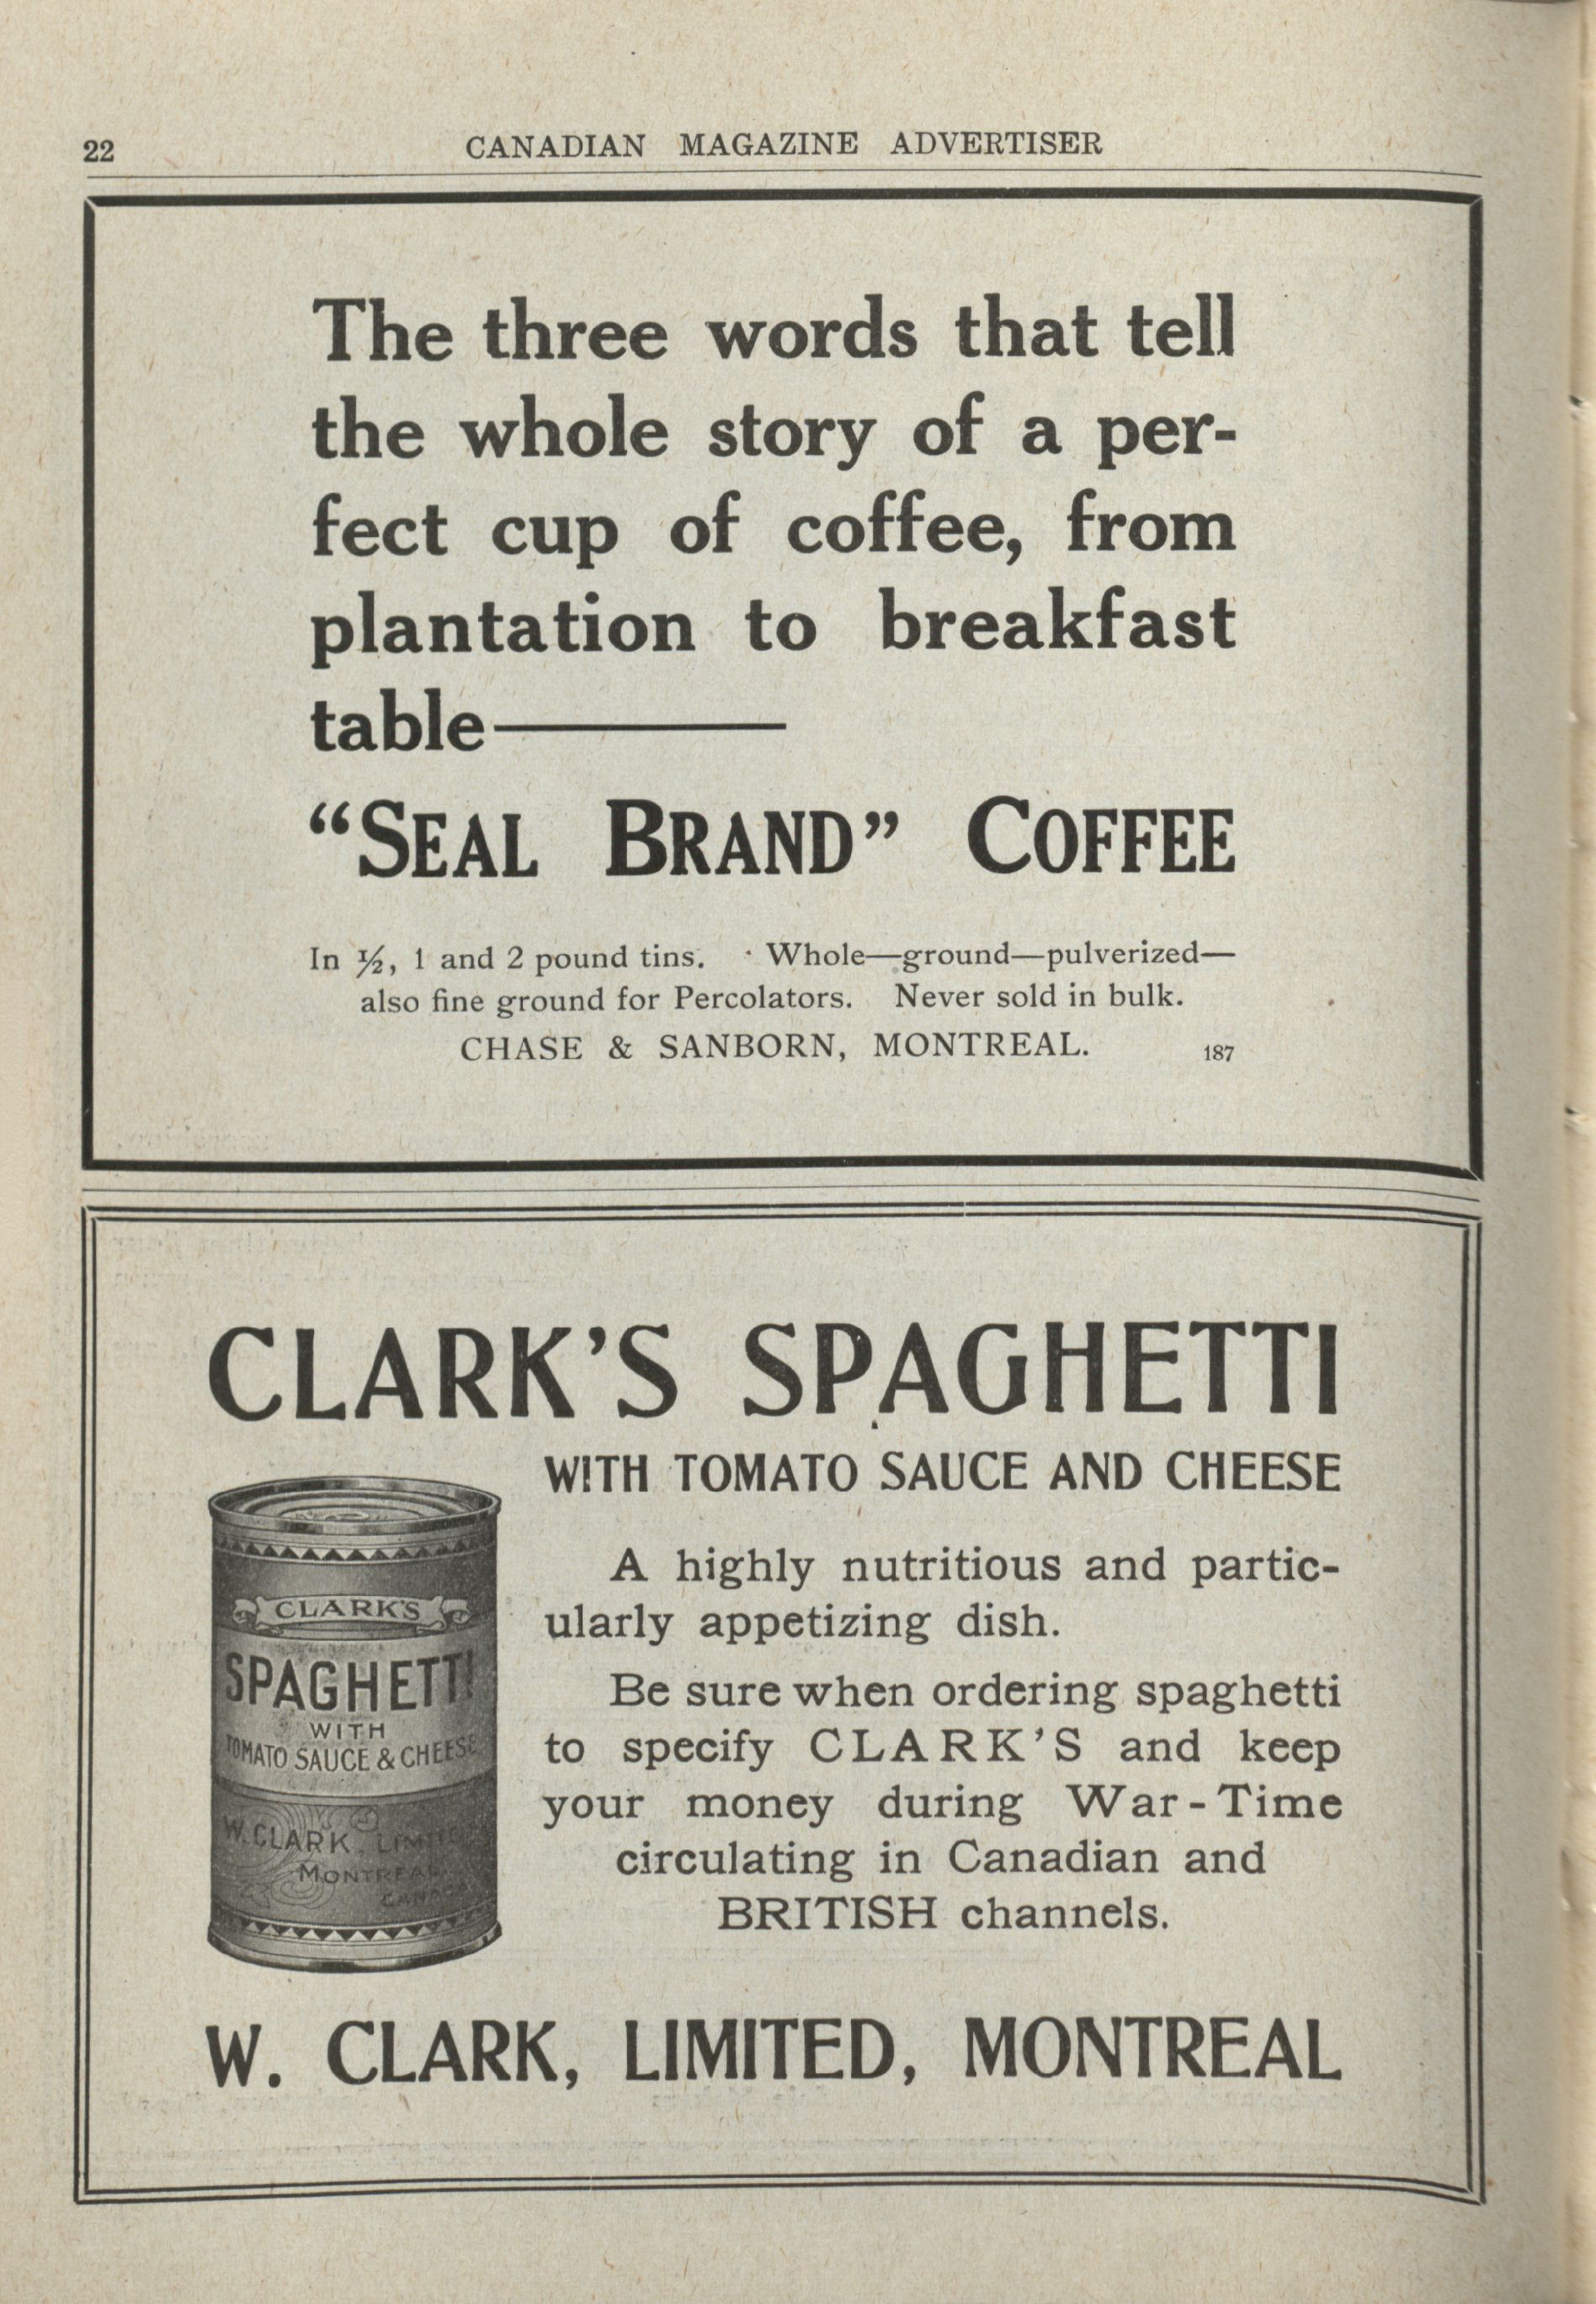 22
CANADIAN MAGAZINE ADVERTISER
The three words that tell
the whole story of a per-
fect cup of coffee, from
plantation to breakfast
table—
“SEAL BRAND” COFFEE
In ½, 1 and 2 pound tins. Whole—ground—pulverized—
also fine ground for Percolators. Never sold in bulk.
CHASE & SANBORN, MONTREAL. 187
CLARK’S SPAGHETTI
WITH TOMATO SAUCE AND CHEESE
A highly nutritious and partic-
ularly appetizing dish.
Be sure when ordering spaghetti
to specify CLARK’S and keep
your money during War-Time
circulating in Canadian and
BRITISH channels.
CLARK'S
SPAGHETTI
WITH
TOMATO SAUCE & CHEESE
W. CLARK LIMITED
MONTREAL
CANADA
W. CLARK, LIMITED, MONTREAL